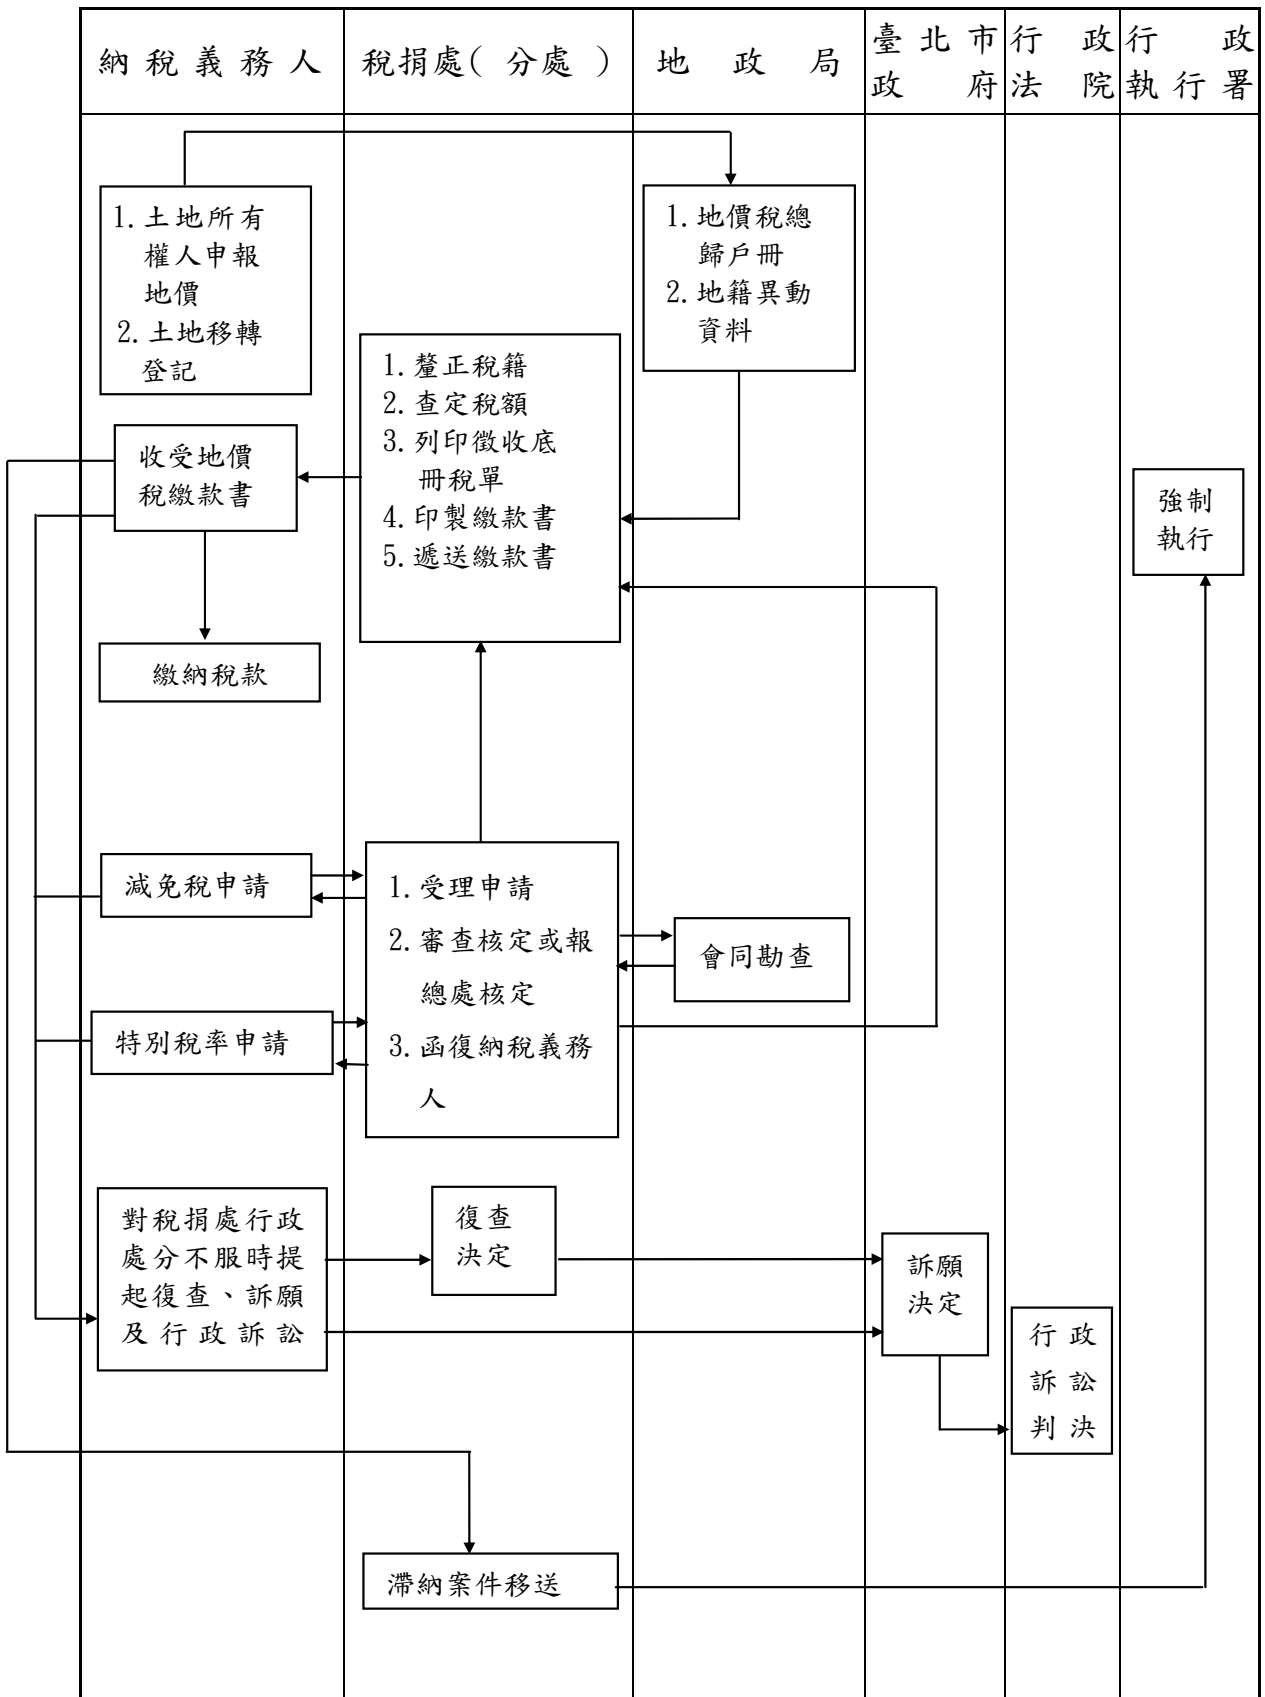 納稅義務人
稅捐處(分處)
地政局
臺北市
政府
行政
法院
行政
執行署
1.土地所有
權人申報
地價
2.土地移轉
登記
1.地價稅總
歸戶冊
2.地籍異動
資料
1.釐正稅籍
2.查定稅額
3.列印徵收底
冊稅單
4.印製繳款書
5.遞送繳款書
收受地價
稅繳款書
強制
執行
繳納稅款
減免稅申請
1.受理申請
2.審查核定或報
總處核定
3.函復納稅義務
人
會同勘查
特別稅率申請
對稅捐處行政
處分不服時提
起復查、訴願
及行政訴訟
復查
決定
訴願
決定
行政
訴訟
判決
滯納案件移送